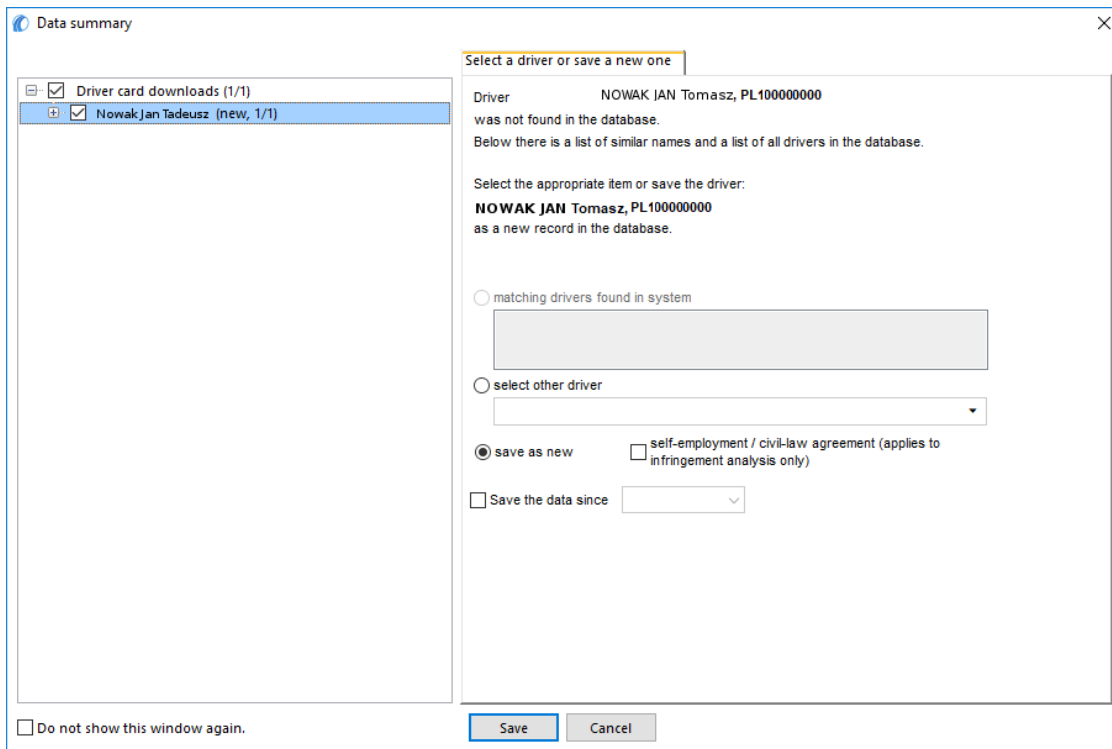 Data summary
Select a driver or save a new one
Driver card downloads (1/1)
Nowak Jan Tadeusz (new, 1/1)
Driver NOWAK JAN Tomasz, PL100000000
was not found in the database.
Below there is a list of similar names and a list of all drivers in the database.
Select the appropriate item or save the driver:
NOWAK JAN Tomasz, PL100000000
as a new record in the database.
matching drivers found in system
select other driver
save as new
self-employment / civil-law agreement (applies to
infringement analysis only)
Save the data since
Do not show this window again.
Save
Cancel